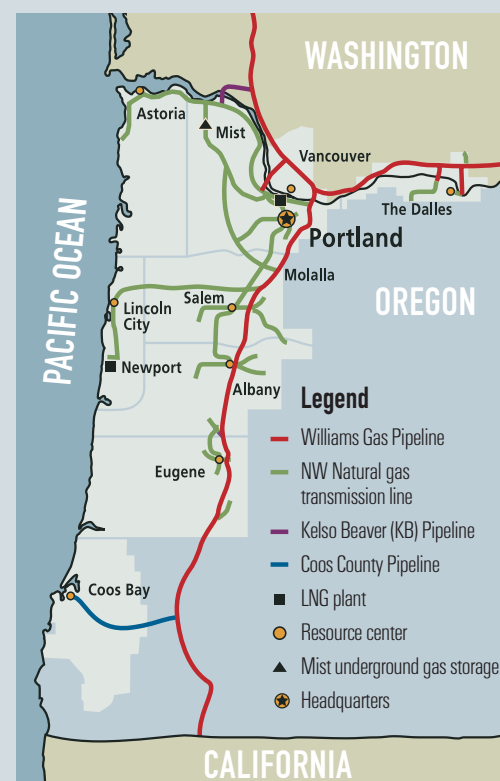 WASHINGTON
Astoria
Mist
Vancouver
The Dalles
Portland
PACIFIC OCEAN
Molalla
OREGON
Salem
Lincoln
City
Newport
Albany
Legend
Williams Gas Pipeline
NW Natural gas
transmission line
Eugene
Kelso Beaver (KB) Pipeline
Coos County Pipeline
Coos Bay
LNG plant
Resource center
Mist underground gas storage
Headquarters
CALIFORNIA